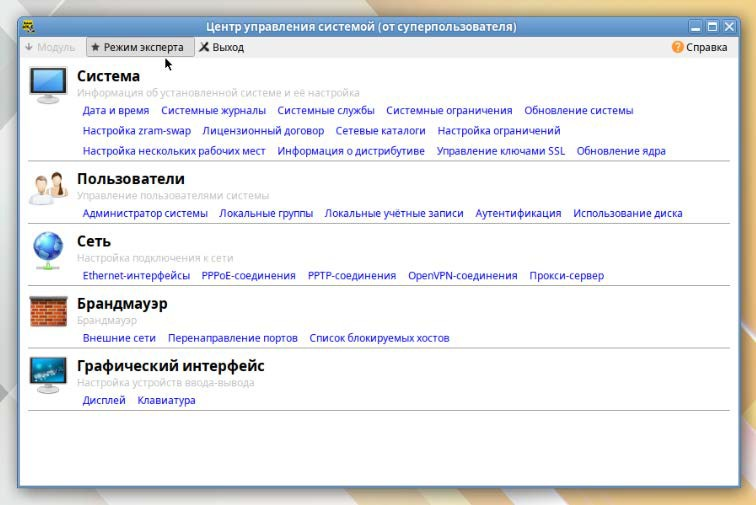 Центр управления системой (от суперпользователя)
Модуль Режим эксперта Выход Справка
Система
Информация об установленной системе и её настройка
Дата и время Системные журналы Системные службы Системные ограничения Обновление системы
Настройка zram-swap Лицензионный договор Сетевые каталоги Настройка ограничений
Настройка нескольких рабочих мест Информация о дистрибутиве Управление ключами SSL Обновление ядра
Пользователи
Управление пользователями системы
Администратор системы Локальные группы Локальные учётные записи Аутентификация Использование диска
Сеть
Настройка подключения к сети
Ethernet-интерфейсы PPPoE-соединения PPTP-соединения OpenVPN-соединения Прокси-сервер
Брандмауэр
Брандмауэр
Внешние сети Перенаправление портов Список блокируемых хостов
Графический интерфейс
Настройка устройств ввода-вывода
Дисплей Клавиатура